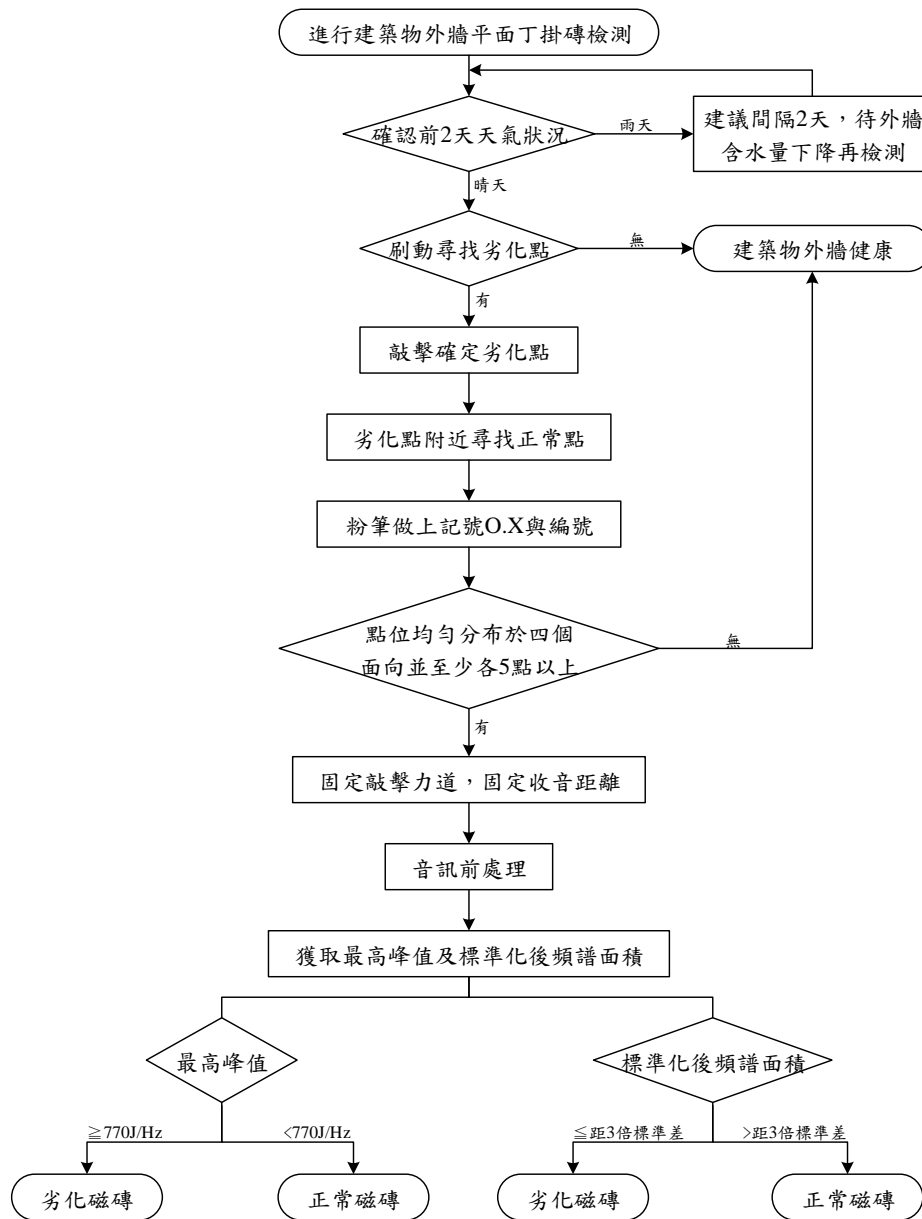 進行建築物外牆平面丁掛磚檢測
確認前2天天氣狀況
雨天
建議間隔2天，待外牆
含水量下降再檢測
晴天
刷動尋找劣化點
無
建築物外牆健康
有
敲擊確定劣化點
劣化點附近尋找正常點
粉筆做上記號O.X與編號
點位均勻分布於四個
面向並至少各5點以上
無
有
固定敲擊力道，固定收音距離
音訊前處理
獲取最高峰值及標準化後頻譜面積
最高峰值
標準化後頻譜面積
≧770J/Hz
<770J/Hz
≦距3倍標準差
>距3倍標準差
劣化磁磚
正常磁磚
劣化磁磚
正常磁磚